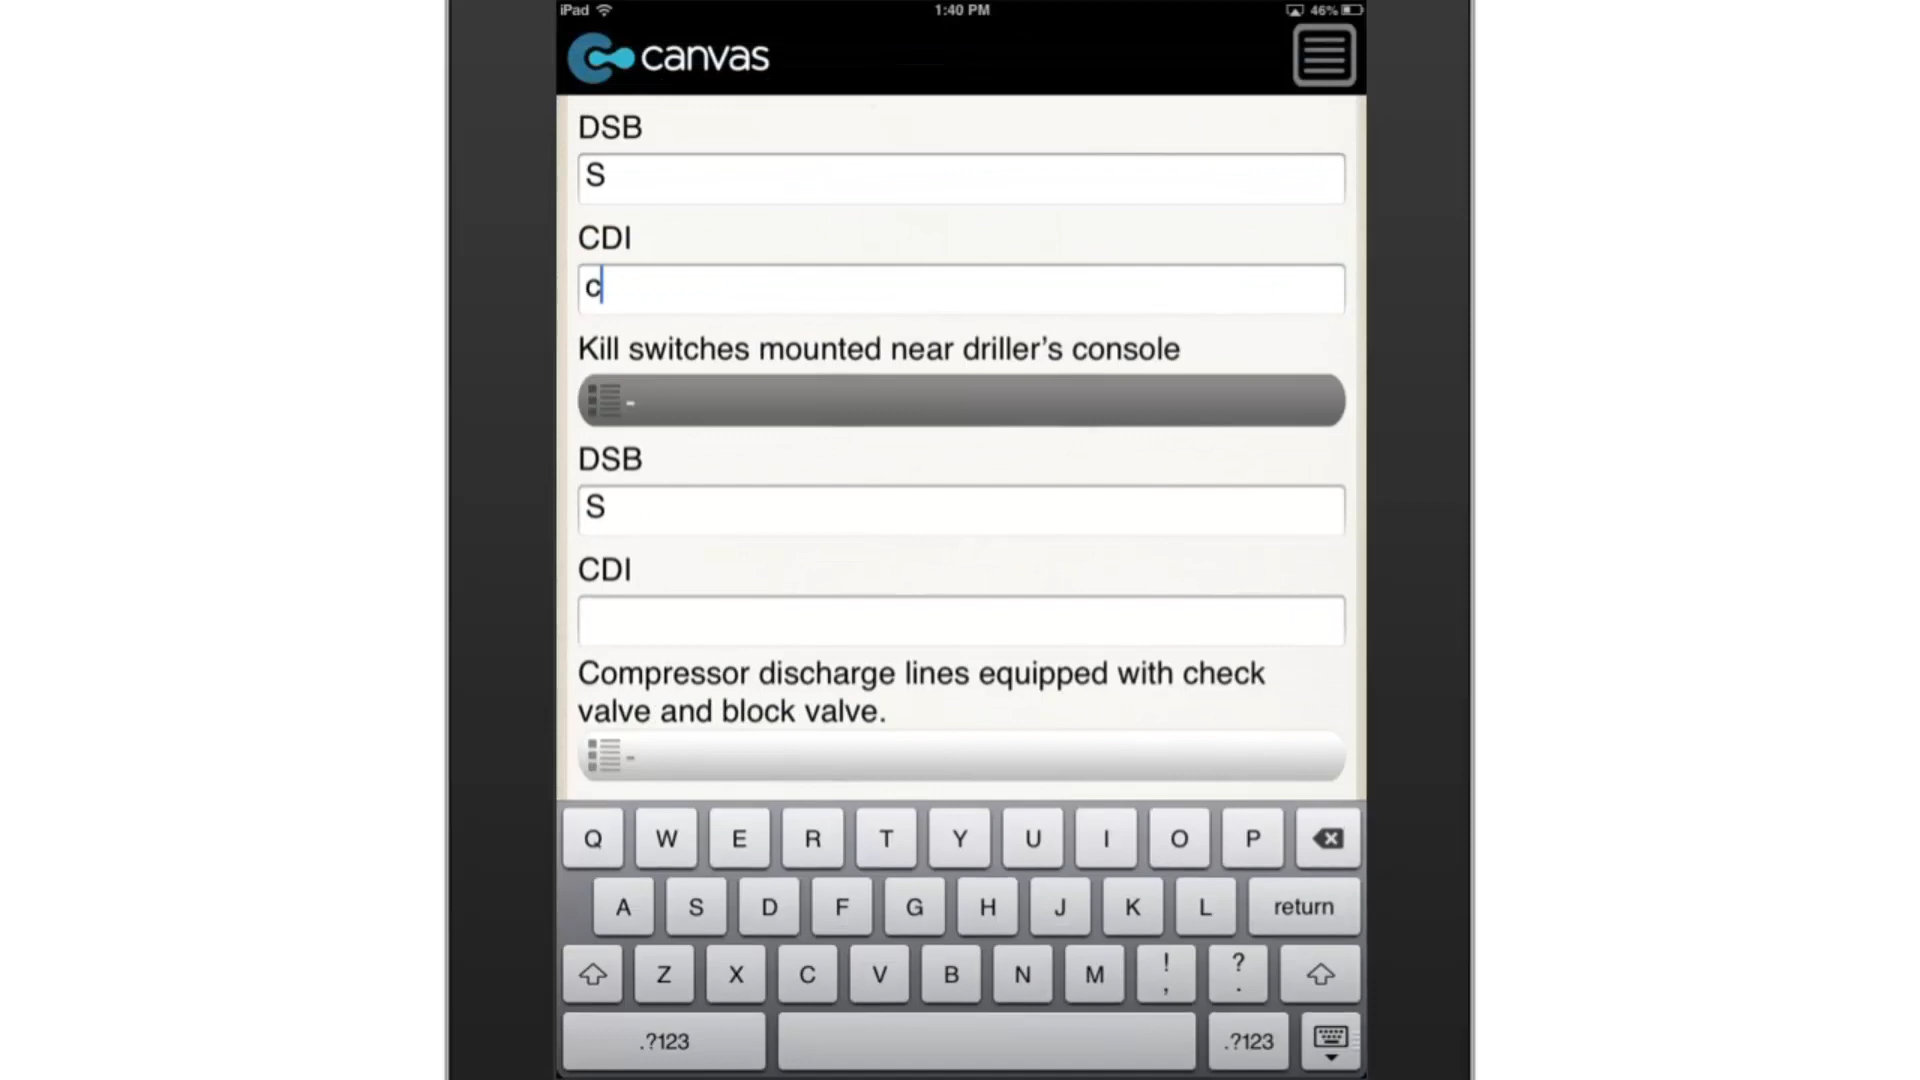 iPad 1:40 PM 46%
canvas
DSB
S
CDI
c
Kill switches mounted near driller’s console
-
DSB
S
CDI
Compressor discharge lines equipped with check
valve and block valve.
-
Q W E R T Y U I O P
A S D F G H J K L return
Z X C V B N M ! , ? .
.?123 .?123